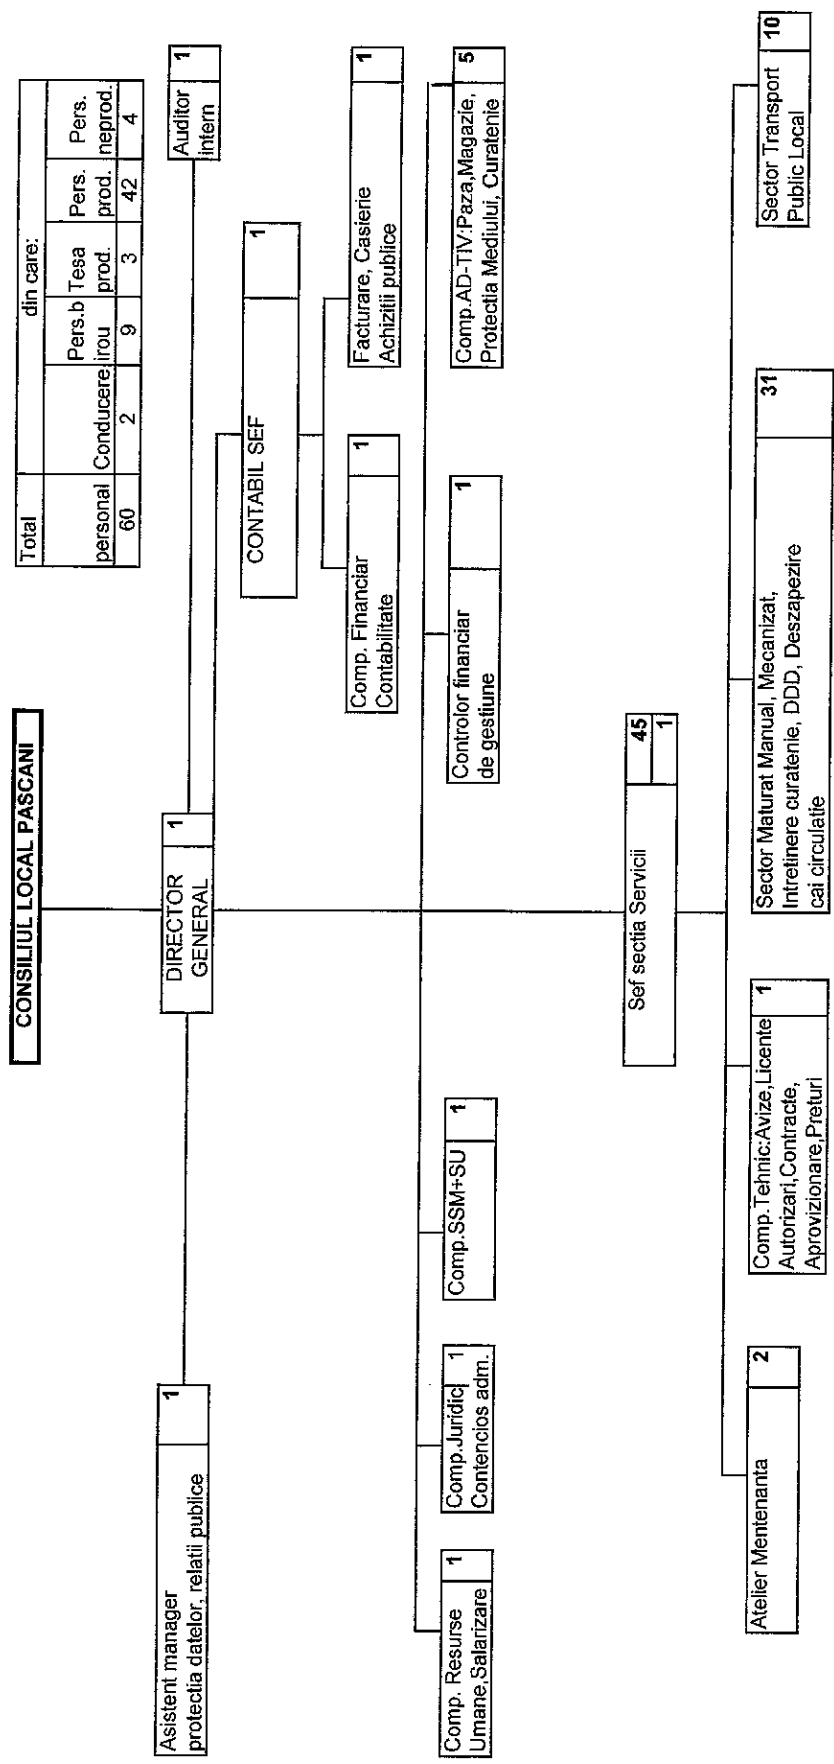 CONSILIUL LOCAL PASCANI
Total din care:
personal Conducere Pers.b Tesa Pers. Pers.
irou prod. prod. neprod.
60 2 9 3 42 4
Asistent manager 1
protectia datelor, relatii publice
DIRECTOR 1
GENERAL
Auditor 1
intern
CONTABIL SEF 1
Comp. Financiar 1
Contabilitate
Facturare, Casierie 1
Achizitii publice
Comp. Resurse 1
Umane,Salarizare
Comp.Juridic 1
Contencios adm.
Comp.SSM+SU 1
Controlor financiar 1
de gestiune
Comp.AD-TIV:Paza,Magazie, 5
Protectia Mediului, Curatenie
Sef sectia Servicii 45
1
Atelier Mentenanta 2
Comp.Tehnic:Avize,Licente 1
Autorizari,Contracte,
Aprovizionare,Preturi
Sector Maturat Manual, Mecanizat, 31
Intretinere curatenie, DDD, Deszapezire
cai circulatie
Sector Transport 10
Public Local